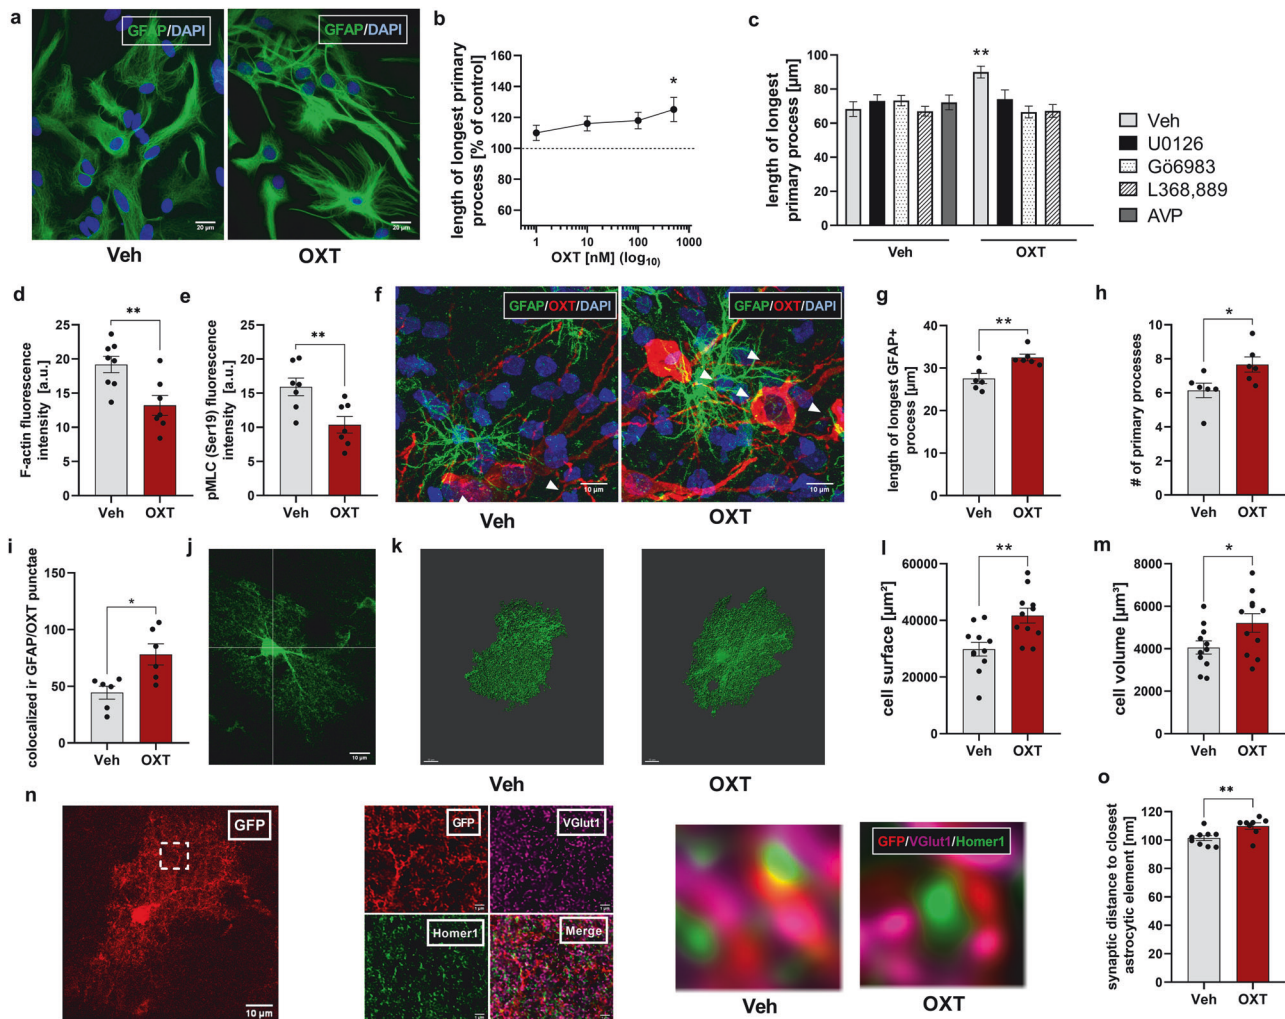 a
GFAP/DAPI
GFAP/DAPI
20 µm
20 µm
Veh
OXT
b
length of longest primary
process [% of control]
160
140
120
100
80
60
*
1
10
100
1000
OXT [nM] (log10)
c
length of longest
primary process [µm]
100
80
60
40
20
0
**
Veh
OXT
Veh
U0126
Gö6983
L368,889
AVP
d
F-actin fluorescence
intensity [a.u.]
25
20
15
10
5
0
**
Veh
OXT
e
pMLC (Ser19) fluorescence
intensity [a.u.]
25
20
15
10
5
0
**
Veh
OXT
f
GFAP/OXT/DAPI
GFAP/OXT/DAPI
10 µm
10 µm
Veh
OXT
g
length of longest GFAP+
process [µm]
40
30
20
10
0
**
Veh
OXT
h
# of primary processes
10
8
6
4
2
0
*
Veh
OXT
i
colocalized ir GFAP/OXT punctae
150
100
50
0
*
Veh
OXT
j
10 µm
k
Veh
OXT
l
cell surface [µm²]
60000
40000
20000
0
**
Veh
OXT
m
cell volume [µm³]
8000
6000
4000
2000
0
*
Veh
OXT
n
GFP
10 µm
GFP
1 µm
VGlut1
1 µm
Homer1
1 µm
Merge
1 µm
GFP/VGlut1/Homer1
Veh
OXT
o
synaptic distance to closest
astrocytic element [nm]
120
100
80
60
40
20
0
**
Veh
OXT